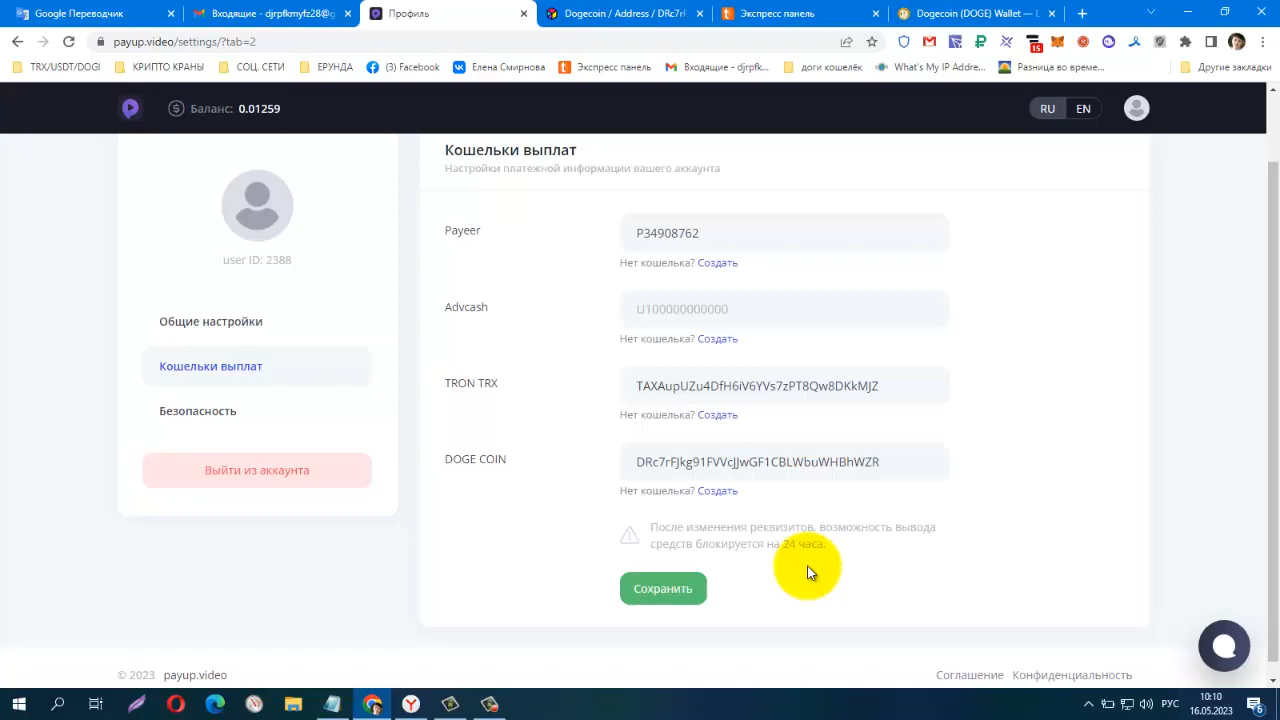 Google Переводчик
Входящие - djrpfkmyfz28@g
Профиль
Dogecoin / Address / DRc7rF
Экспресс панель
Dogecoin (DOGE) Wallet — D
payup.video/settings/?tab=2
15
TRX/USDT/DOGI
КРИПТО КРАНЫ
СОЦ. СЕТИ
ЕРУНДА
(3) Facebook
Елена Смирнова
Экспресс панель
Входящие - djrpfk...
доги кошелёк
What's My IP Addre...
Разница во време...
Другие закладки
Баланс: 0.01259
RU EN
Кошельки выплат
Настройки платежной информации вашего аккаунта
user ID: 2388
Общие настройки
Кошельки выплат
Безопасность
Выйти из аккаунта
Payeer
P34908762
Нет кошелька? Создать
Advcash
U100000000000
Нет кошелька? Создать
TRON TRX
TAXAupUZu4DfH6iV6YVs7zPT8Qw8DKkMJZ
Нет кошелька? Создать
DOGE COIN
DRc7rFJkg91FVVcJJwGF1CBLWbuWHBhWZR
Нет кошелька? Создать
После изменения реквизитов, возможность вывода
средств блокируется на 24 часа.
Сохранить
© 2023 payup.video
Соглашение Конфиденциальность
РУС
10:10
16.05.2023
6